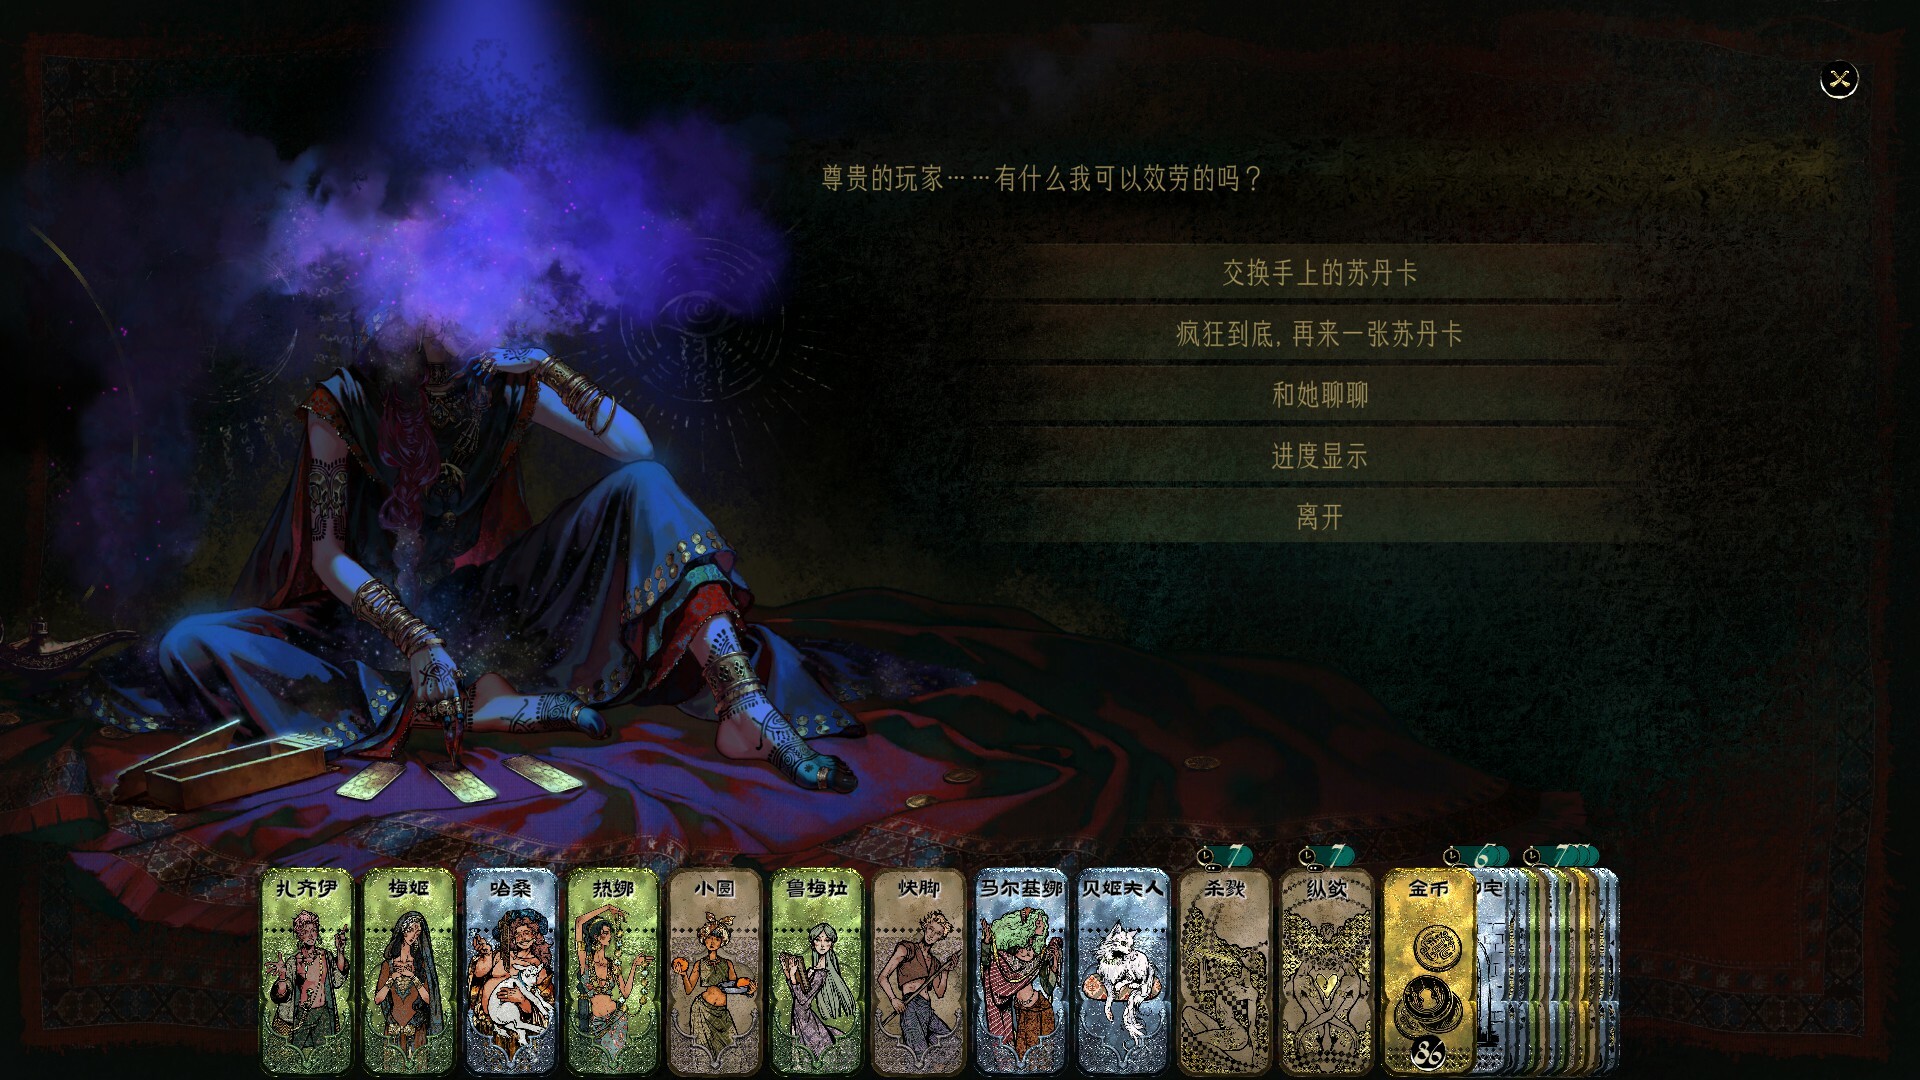 尊贵的玩家……有什么我可以效劳的吗？
交换手上的苏丹卡
疯狂到底，再来一张苏丹卡
和她聊聊
进度显示
离开
7
7
6
7
扎齐伊
梅姬
哈桑
热娜
小圆
鲁梅拉
快脚
马尔基娜
贝姬夫人
杀戮
纵欲
金币
宅
86